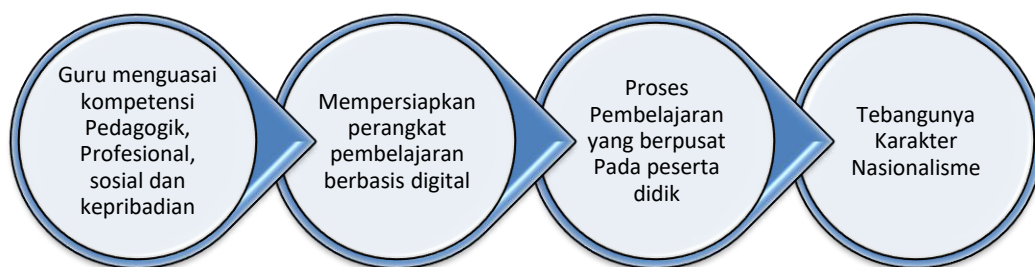 Guru menguasai
kompetensi
Pedagogik,
Profesional,
sosial dan
kepribadian
Mempersiapkan
perangkat
pembelajaran
berbasis digital
Proses
Pembelajaran
yang berpusat
Pada peserta
didik
Tebangunya
Karakter
Nasionalisme